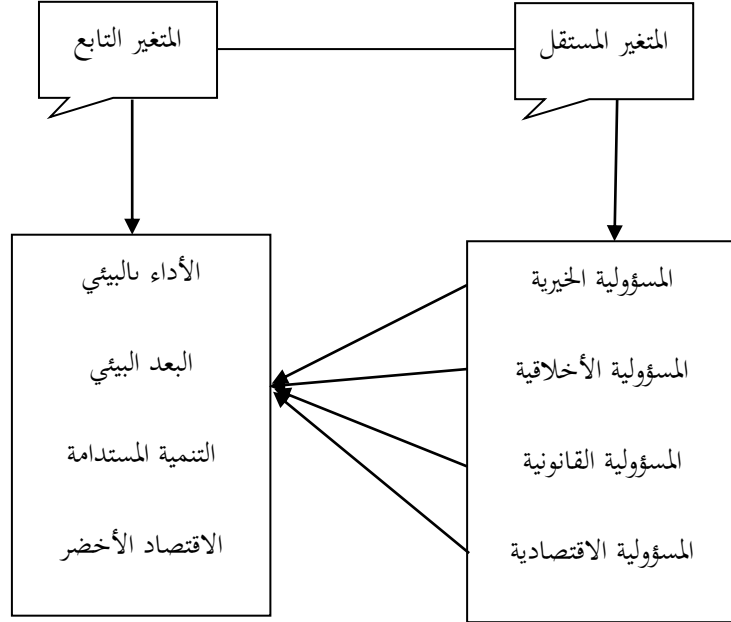 المتغير المستقل
المتغير التابع
المسؤولية الخيرية
المسؤولية الأخلاقية
المسؤولية القانونية
المسؤولية الاقتصادية
الأداء بالبيئي
البعد البيئي
التنمية المستدامة
الاقتصاد الأخضر